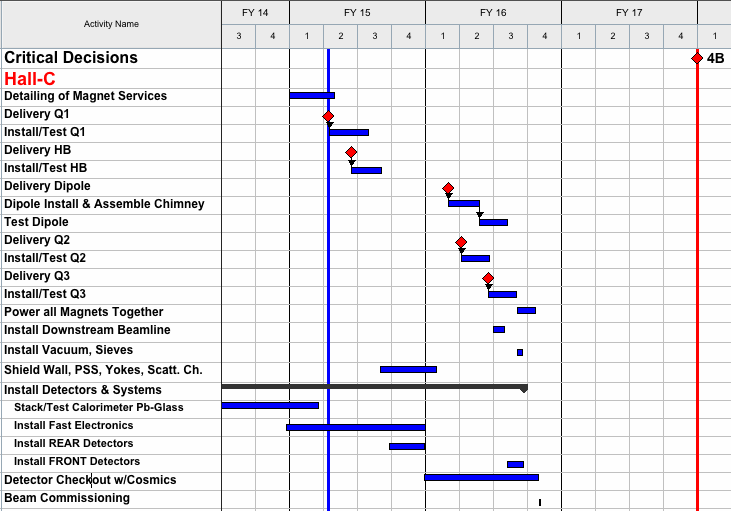 Activity Name
FY 14 FY 15 FY 16 FY 17
3 4 1 2 3 4 1 2 3 4 1 2 3 4 1
Critical Decisions 4B
Hall-C
Detailing of Magnet Services
Delivery Q1
Install/Test Q1
Delivery HB
Install/Test HB
Delivery Dipole
Dipole Install & Assemble Chimney
Test Dipole
Delivery Q2
Install/Test Q2
Delivery Q3
Install/Test Q3
Power all Magnets Together
Install Downstream Beamline
Install Vacuum, Sieves
Shield Wall, PSS, Yokes, Scatt. Ch.
Install Detectors & Systems
Stack/Test Calorimeter Pb-Glass
Install Fast Electronics
Install REAR Detectors
Install FRONT Detectors
Detector Checkout w/Cosmics
Beam Commissioning